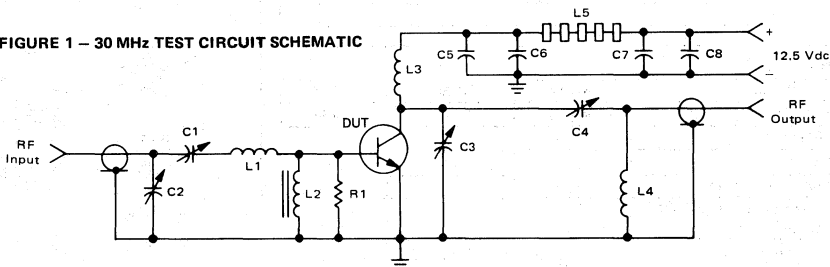 FIGURE 1 – 30 MHz TEST CIRCUIT SCHEMATIC
L5
+
C5
C6
C7
C8
12.5 Vdc
L3
–
RF
Input
C1
L1
C2
L2
R1
DUT
C3
C4
RF
Output
L4